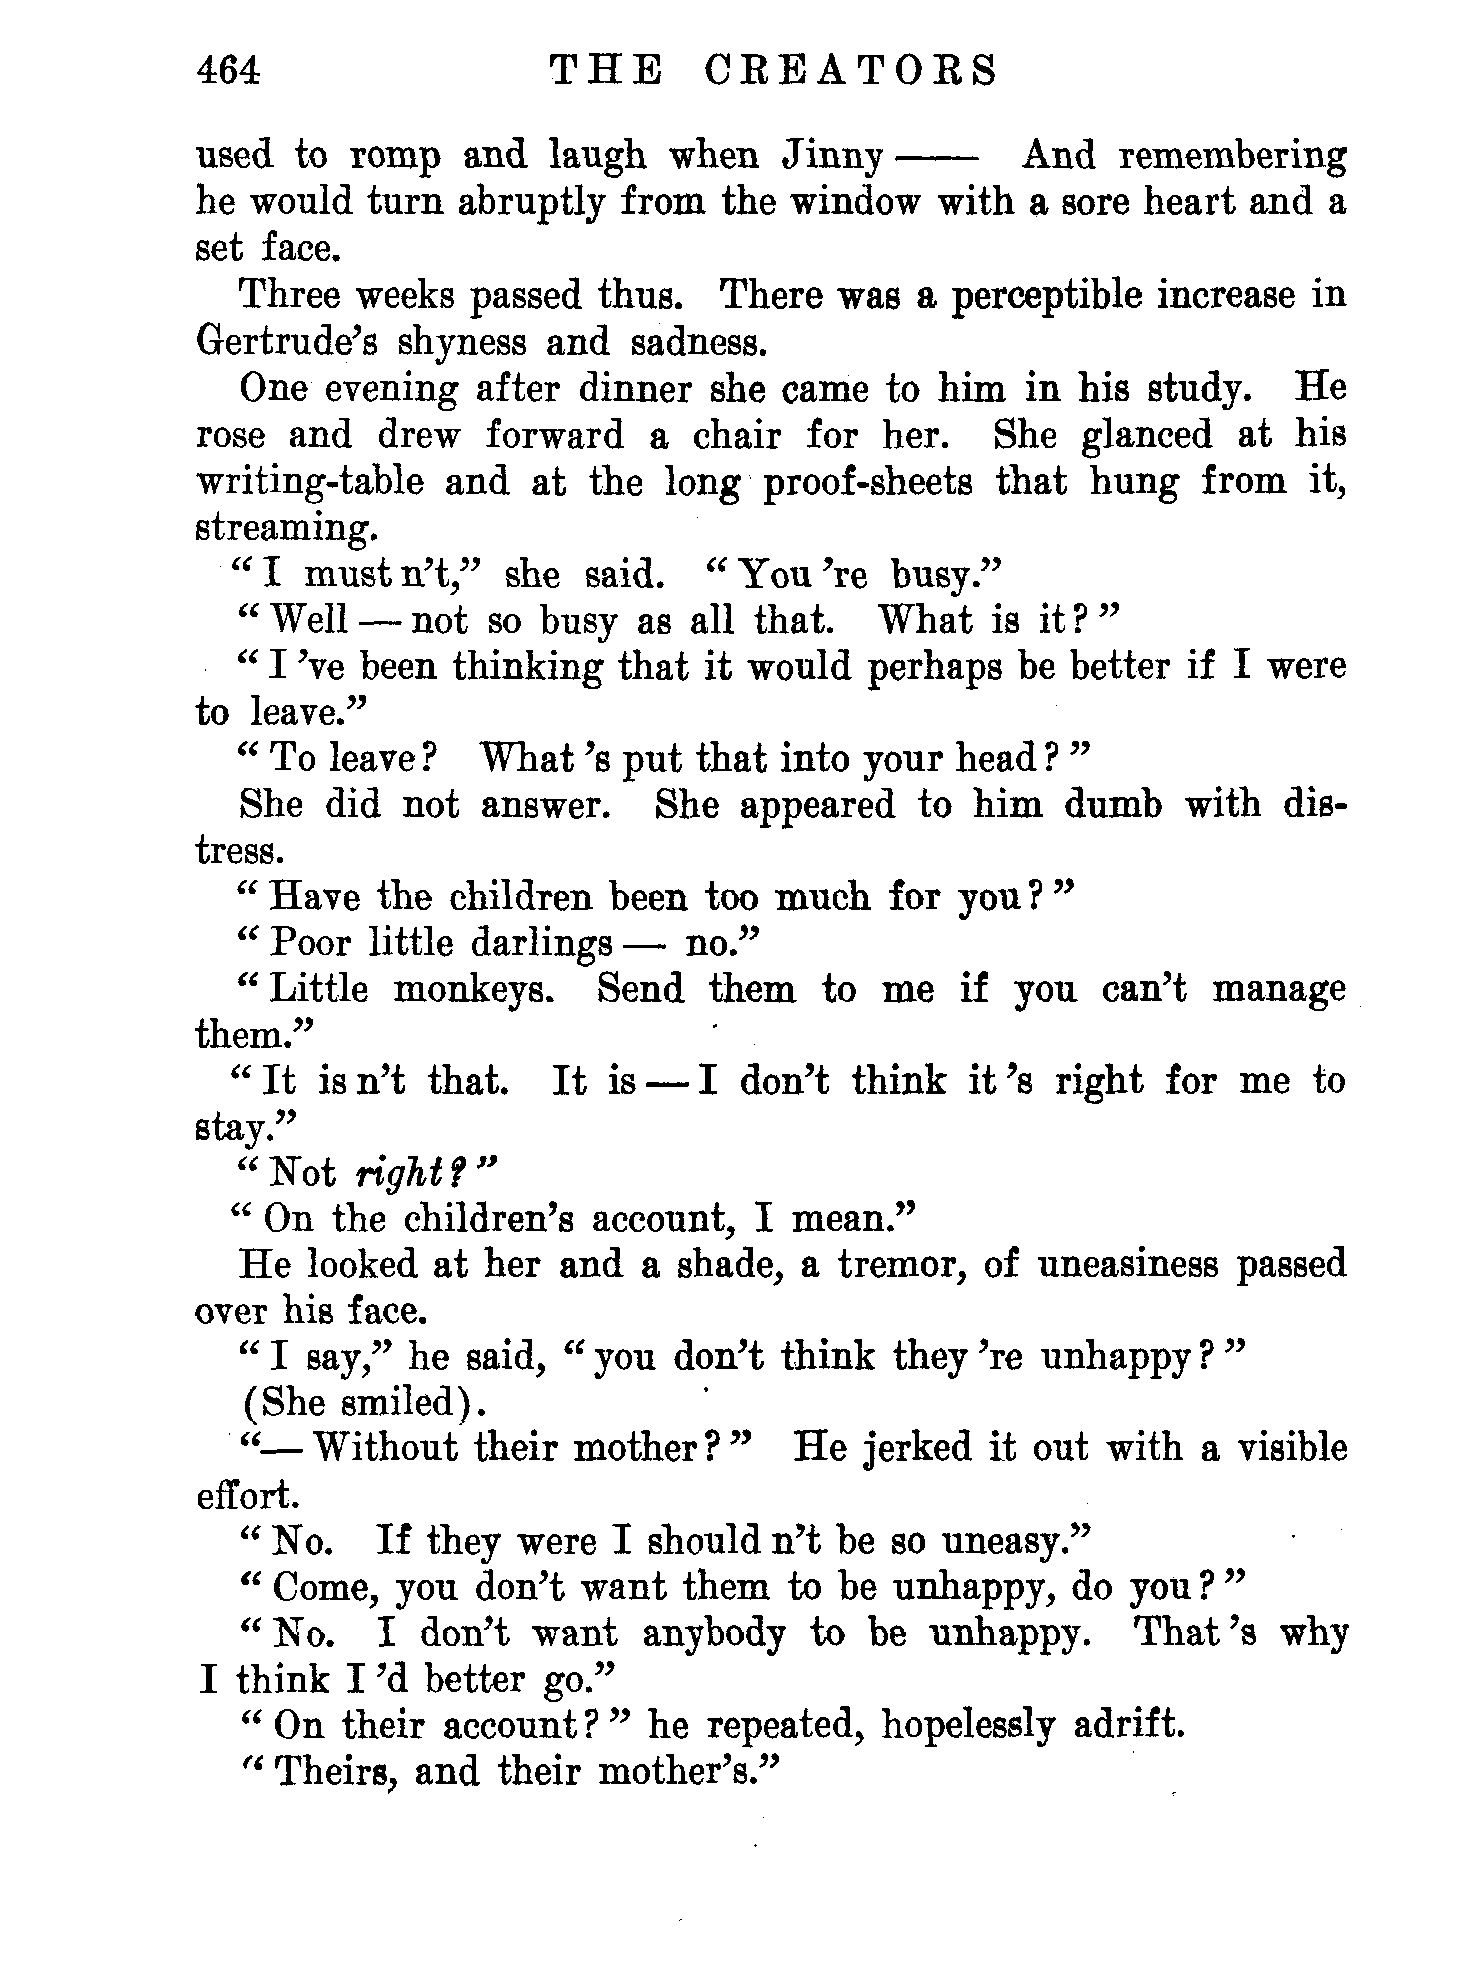 464 THE CREATORS
used to romp and laugh when Jinny —— And remembering
he would turn abruptly from the window with a sore heart and a
set face.
Three weeks passed thus. There was a perceptible increase in
Gertrude’s shyness and sadness.
One evening after dinner she came to him in his study. He
rose and drew forward a chair for her. She glanced at his
writing-table and at the long proof-sheets that hung from it,
streaming.
“ I must n’t,” she said. “ You ’re busy.”
“ Well — not so busy as all that. What is it? ”
“ I ’ve been thinking that it would perhaps be better if I were
to leave.”
“ To leave? What ’s put that into your head? ”
She did not answer. She appeared to him dumb with dis-
tress.
“ Have the children been too much for you? ”
“ Poor little darlings — no.”
“ Little monkeys. Send them to me if you can’t manage
them.”
“ It is n’t that. It is — I don’t think it ’s right for me to
stay.”
“ Not right? ”
“ On the children’s account, I mean.”
He looked at her and a shade, a tremor, of uneasiness passed
over his face.
“ I say,” he said, “ you don’t think they ’re unhappy? ”
(She smiled).
“— Without their mother? ” He jerked it out with a visible
effort.
“ No. If they were I should n’t be so uneasy.”
“ Come, you don’t want them to be unhappy, do you? ”
“ No. I don’t want anybody to be unhappy. That ’s why
I think I ’d better go.”
“ On their account? ” he repeated, hopelessly adrift.
“ Theirs, and their mother’s.”